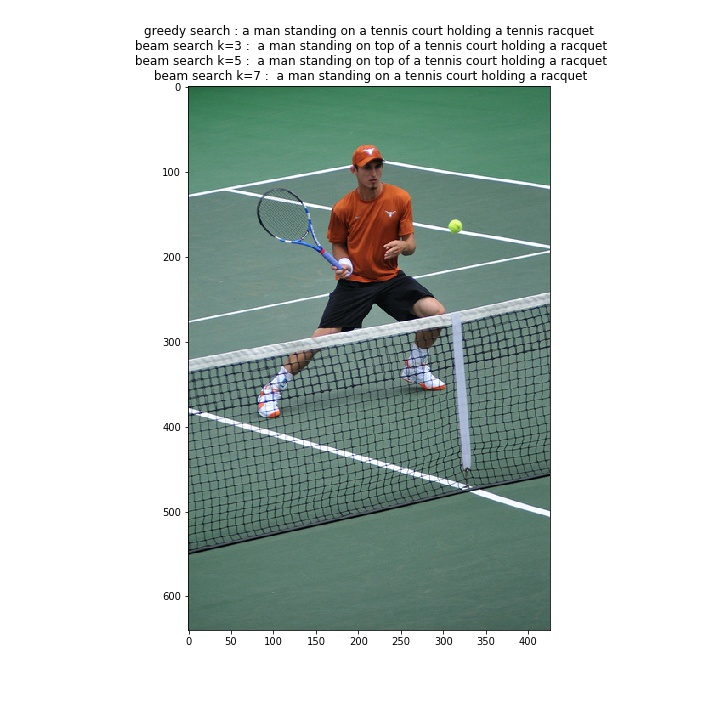 greedy search : a man standing on a tennis court holding a tennis racquet
beam search k=3 :  a man standing on top of a tennis court holding a racquet
beam search k=5 :  a man standing on top of a tennis court holding a racquet
beam search k=7 :  a man standing on a tennis court holding a racquet
0
100
200
300
400
500
600
0 50 100 150 200 250 300 350 400